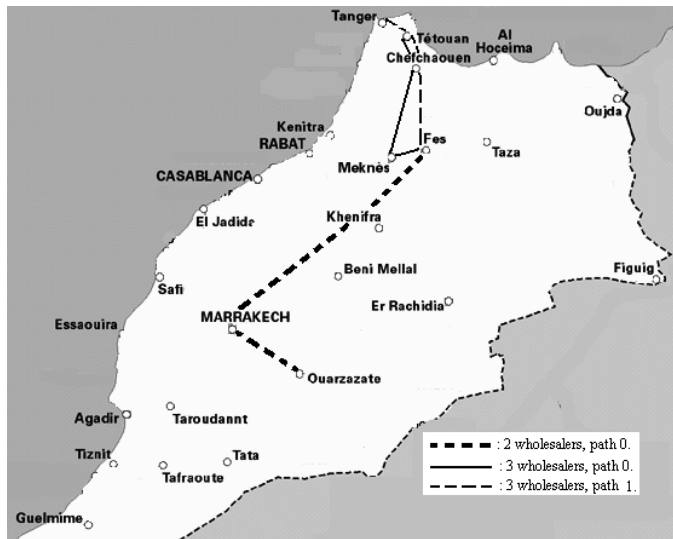 Tanger
Tétouan
Al
Hoceima
Chefchaouen
Oujda
Kenitra
RABAT
Fes
Taza
Meknès
CASABLANCA
El Jadide
Khenifra
Beni Mellal
Figuig
Safi
Er Rachidia
MARRAKECH
Essaouira
Ouarzazate
Agadir
Taroudannt
Tiznit
Tata
Tafraoute
Guelmime
: 2 wholesalers, path 0.
: 3 wholesalers, path 0.
: 3 wholesalers, path 1.